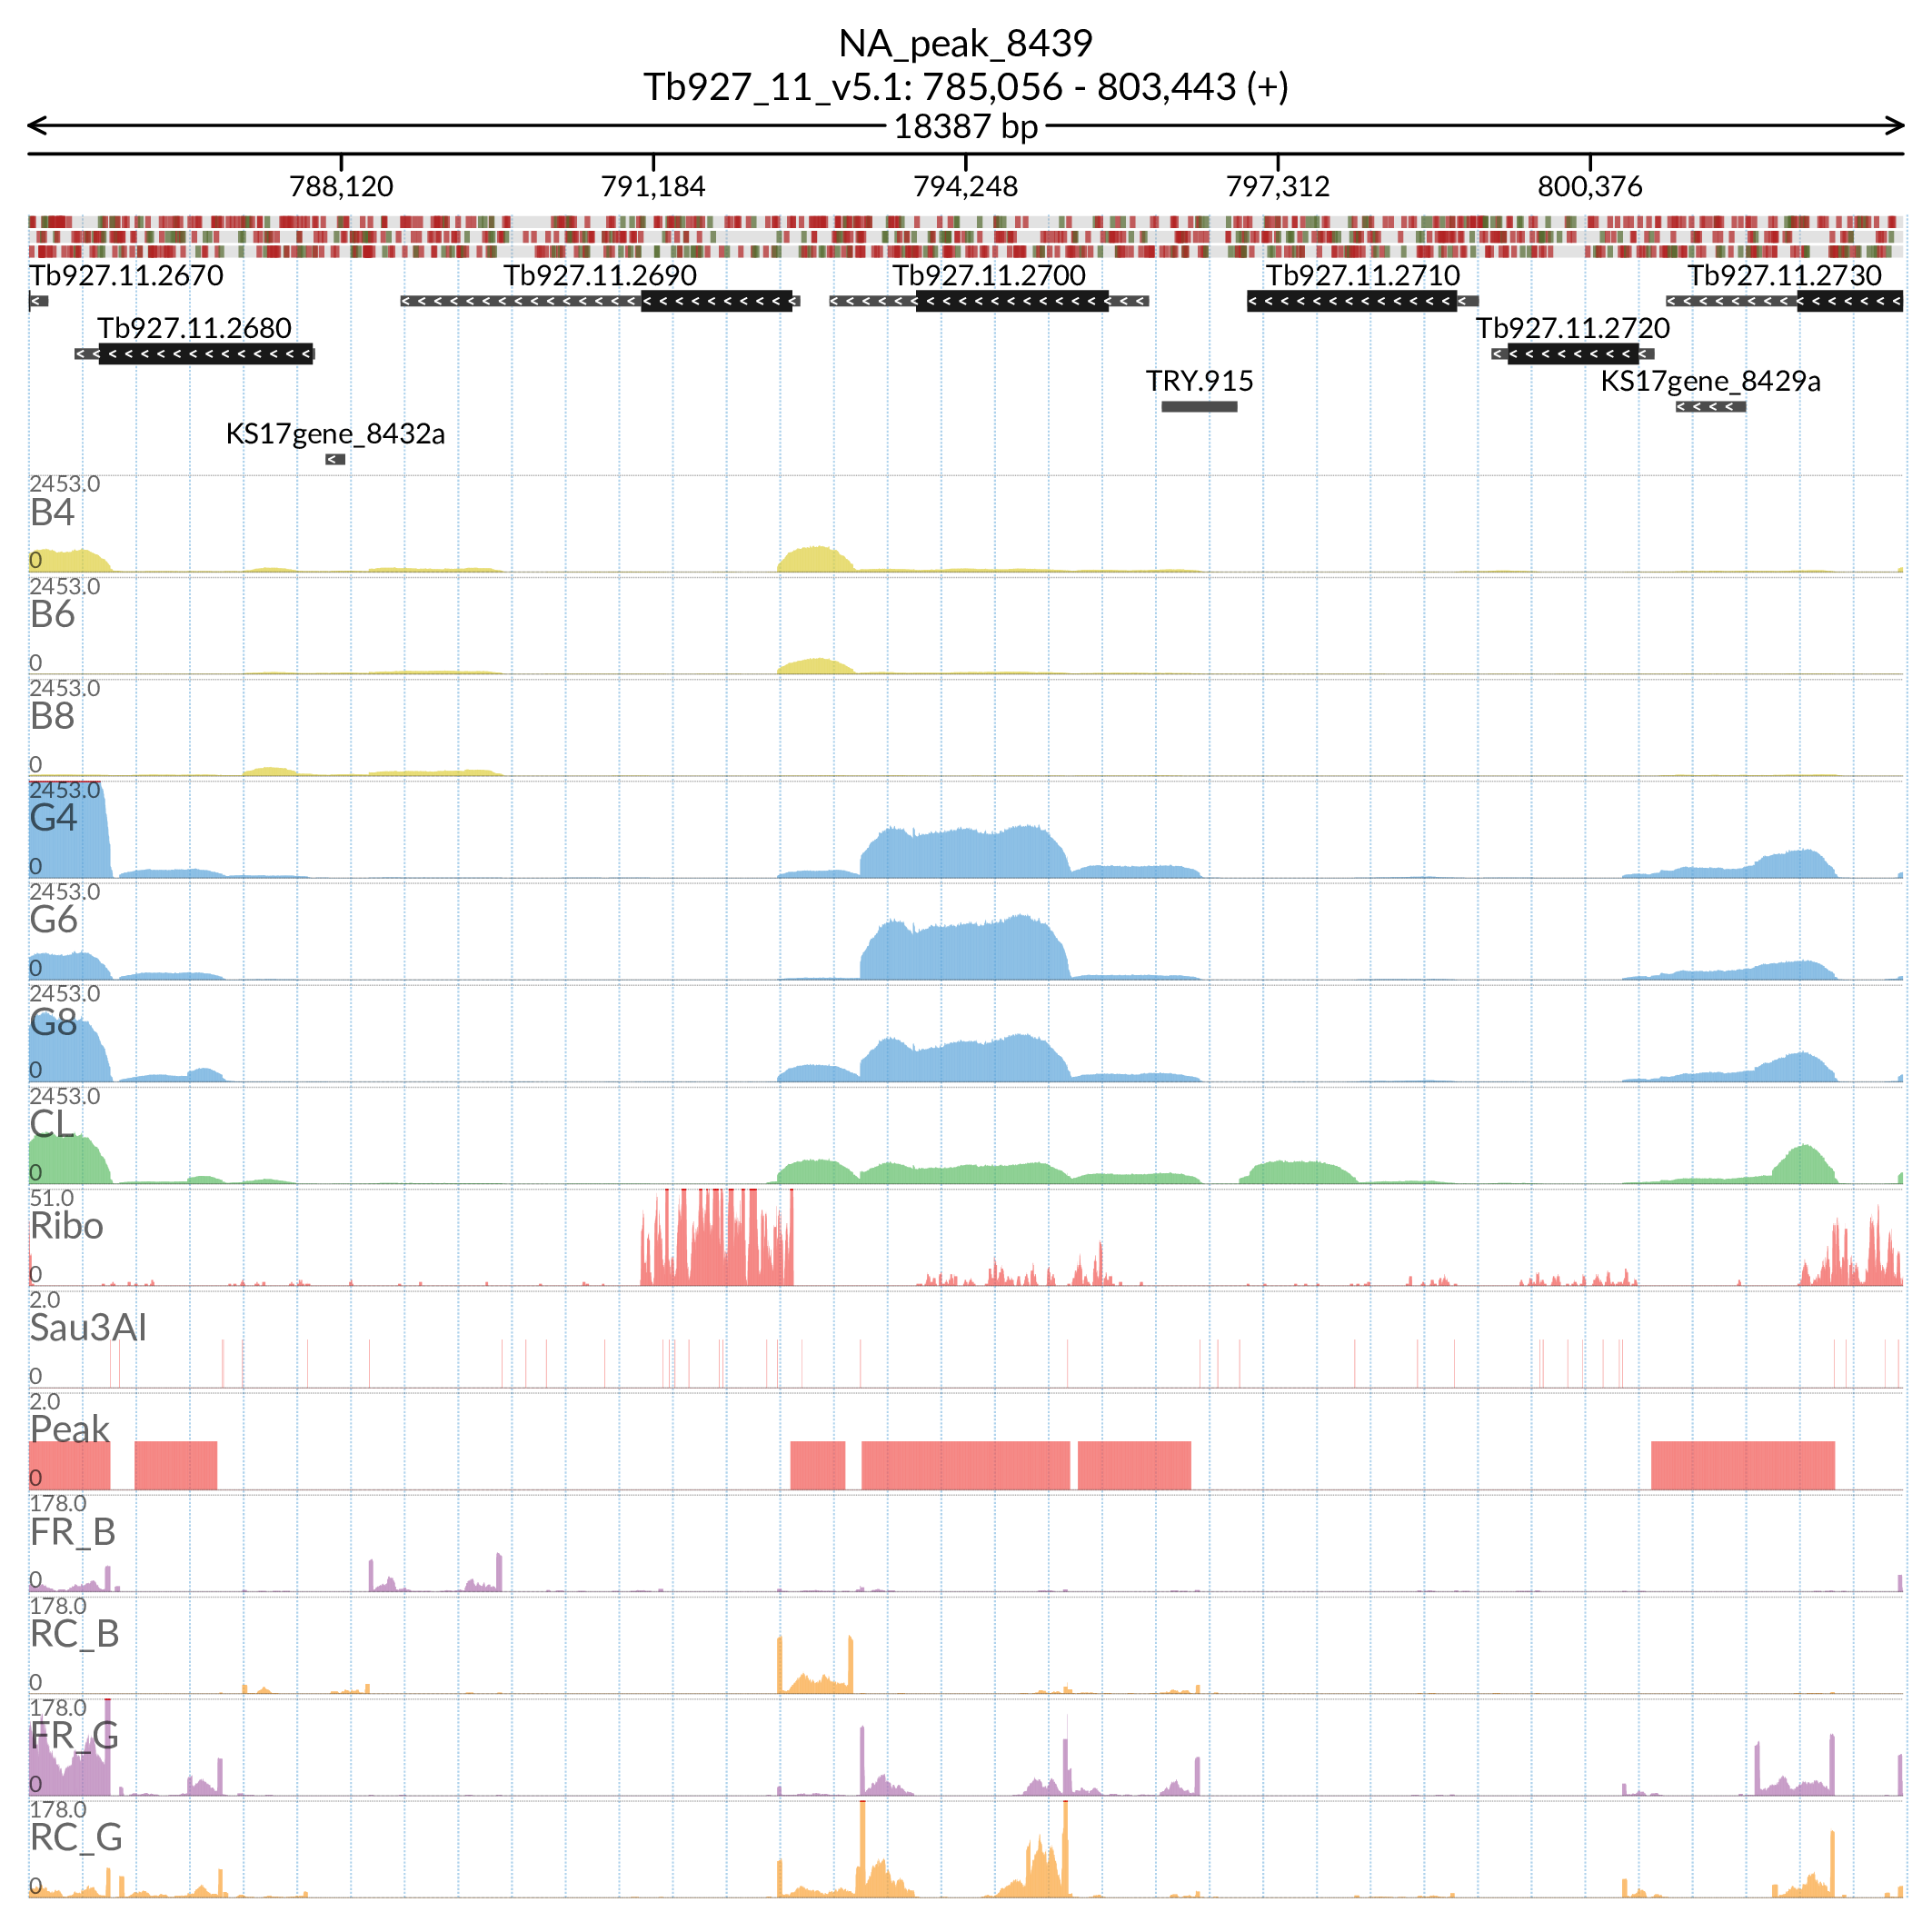 NA_peak_8439
Tb927_11_v5.1: 785,056 - 803,443 (+)
18387 bp
788,120 791,184 794,248 797,312 800,376
Tb927.11.2670 Tb927.11.2690 Tb927.11.2700 Tb927.11.2710 Tb927.11.2730
Tb927.11.2680 Tb927.11.2720
TRY.915 KS17gene_8429a
KS17gene_8432a
2453.0
B4
0
2453.0
B6
0
2453.0
B8
0
2453.0
G4
0
2453.0
G6
0
2453.0
G8
0
2453.0
CL
0
51.0
Ribo
0
2.0
Sau3AI
0
2.0
Peak
0
178.0
FR_B
0
178.0
RC_B
0
178.0
FR_G
0
178.0
RC_G
0